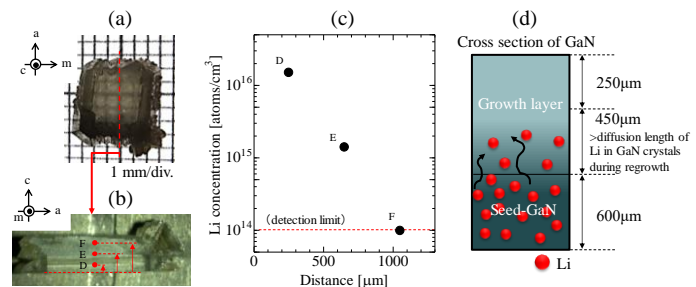 (a)
a
c
m
1 mm/div.
(b)
c
m
a
F
E
D
(c)
Li concentration [atoms/cm³]
10¹⁶
10¹⁵
10¹⁴
D
E
F
(detection limit)
0
500
1000
Distance [μm]
(d)
Cross section of GaN
Growth layer
Seed-GaN
250μm
450μm
>diffusion length of
Li in GaN crystals
during regrowth
600μm
Li